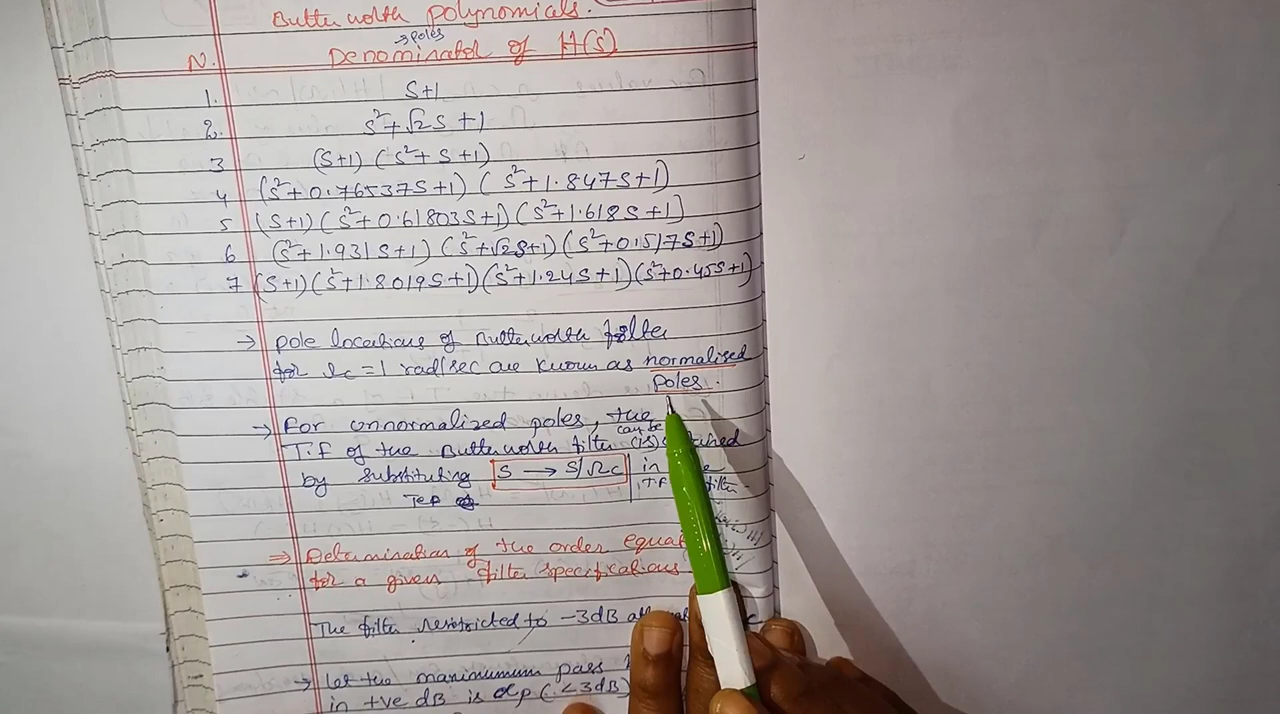 Butterworth polynomials.
→ poles
N. Denominator of H(s)
1. S+1
2. S²+√2S+1
3 (S+1) (S²+S+1)
4 (S²+0.76537S+1) (S²+1.847S+1)
5 (S+1) (S²+0.61803S+1) (S²+1.618S+1)
6 (S²+1.931S+1) (S²+√2S+1) (S²+0.517S+1)
7 (S+1) (S²+1.8019S+1) (S²+1.24S+1) (S²+0.45S+1)
→ pole locations of Butterworth filter
for Ωc=1 rad/sec are known as normalised
poles.
→ For unnormalized poles, the
can be
T.F of the Butterworth filter (is)
by substituting S → S/Ωc in
T.F
⇒ Determination of the order
for a given filter specifications
The filter restricted to -3dB
→ Let the maximum pass
in +ve dB is αp (<3dB)